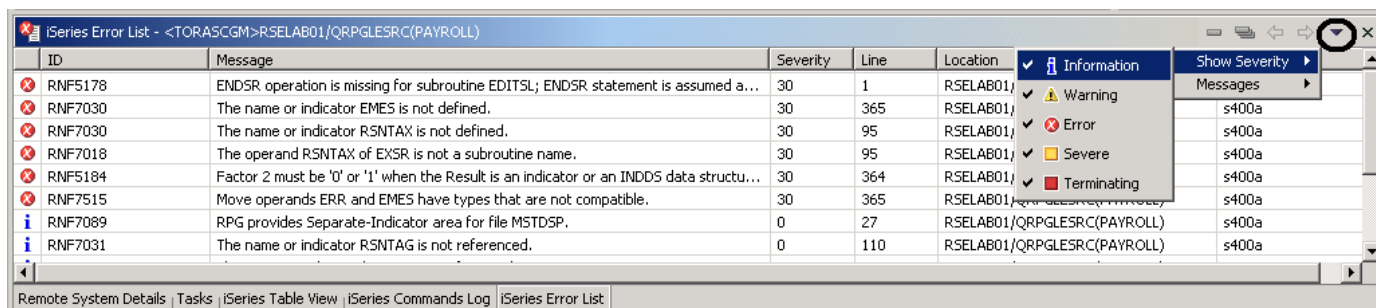 iSeries Error List - <TORASCGM>RSELAB01/QRPGLESRC(PAYROLL)
ID Message Severity Line Location
Information Show Severity
Warning Messages
Error
Severe
Terminating
RNF5178 ENDSR operation is missing for subroutine EDITSL; ENDSR statement is assumed a... 30 1 RSELAB01/
RNF7030 The name or indicator EMES is not defined. 30 365 RSELAB01/ s400a
RNF7030 The name or indicator RSNTAX is not defined. 30 95 RSELAB01/ s400a
RNF7018 The operand RSNTAX of EXSR is not a subroutine name. 30 95 RSELAB01/ s400a
RNF5184 Factor 2 must be '0' or '1' when the Result is an indicator or an INDDS data structu... 30 364 RSELAB01/ s400a
RNF7515 Move operands ERR and EMES have types that are not compatible. 30 365 RSELAB01/QRPGLESRC(PAYROLL) s400a
RNF7089 RPG provides Separate-Indicator area for file MSTDSP. 0 27 RSELAB01/QRPGLESRC(PAYROLL) s400a
RNF7031 The name or indicator RSNTAG is not referenced. 0 110 RSELAB01/QRPGLESRC(PAYROLL) s400a
Remote System Details Tasks iSeries Table View iSeries Commands Log iSeries Error List